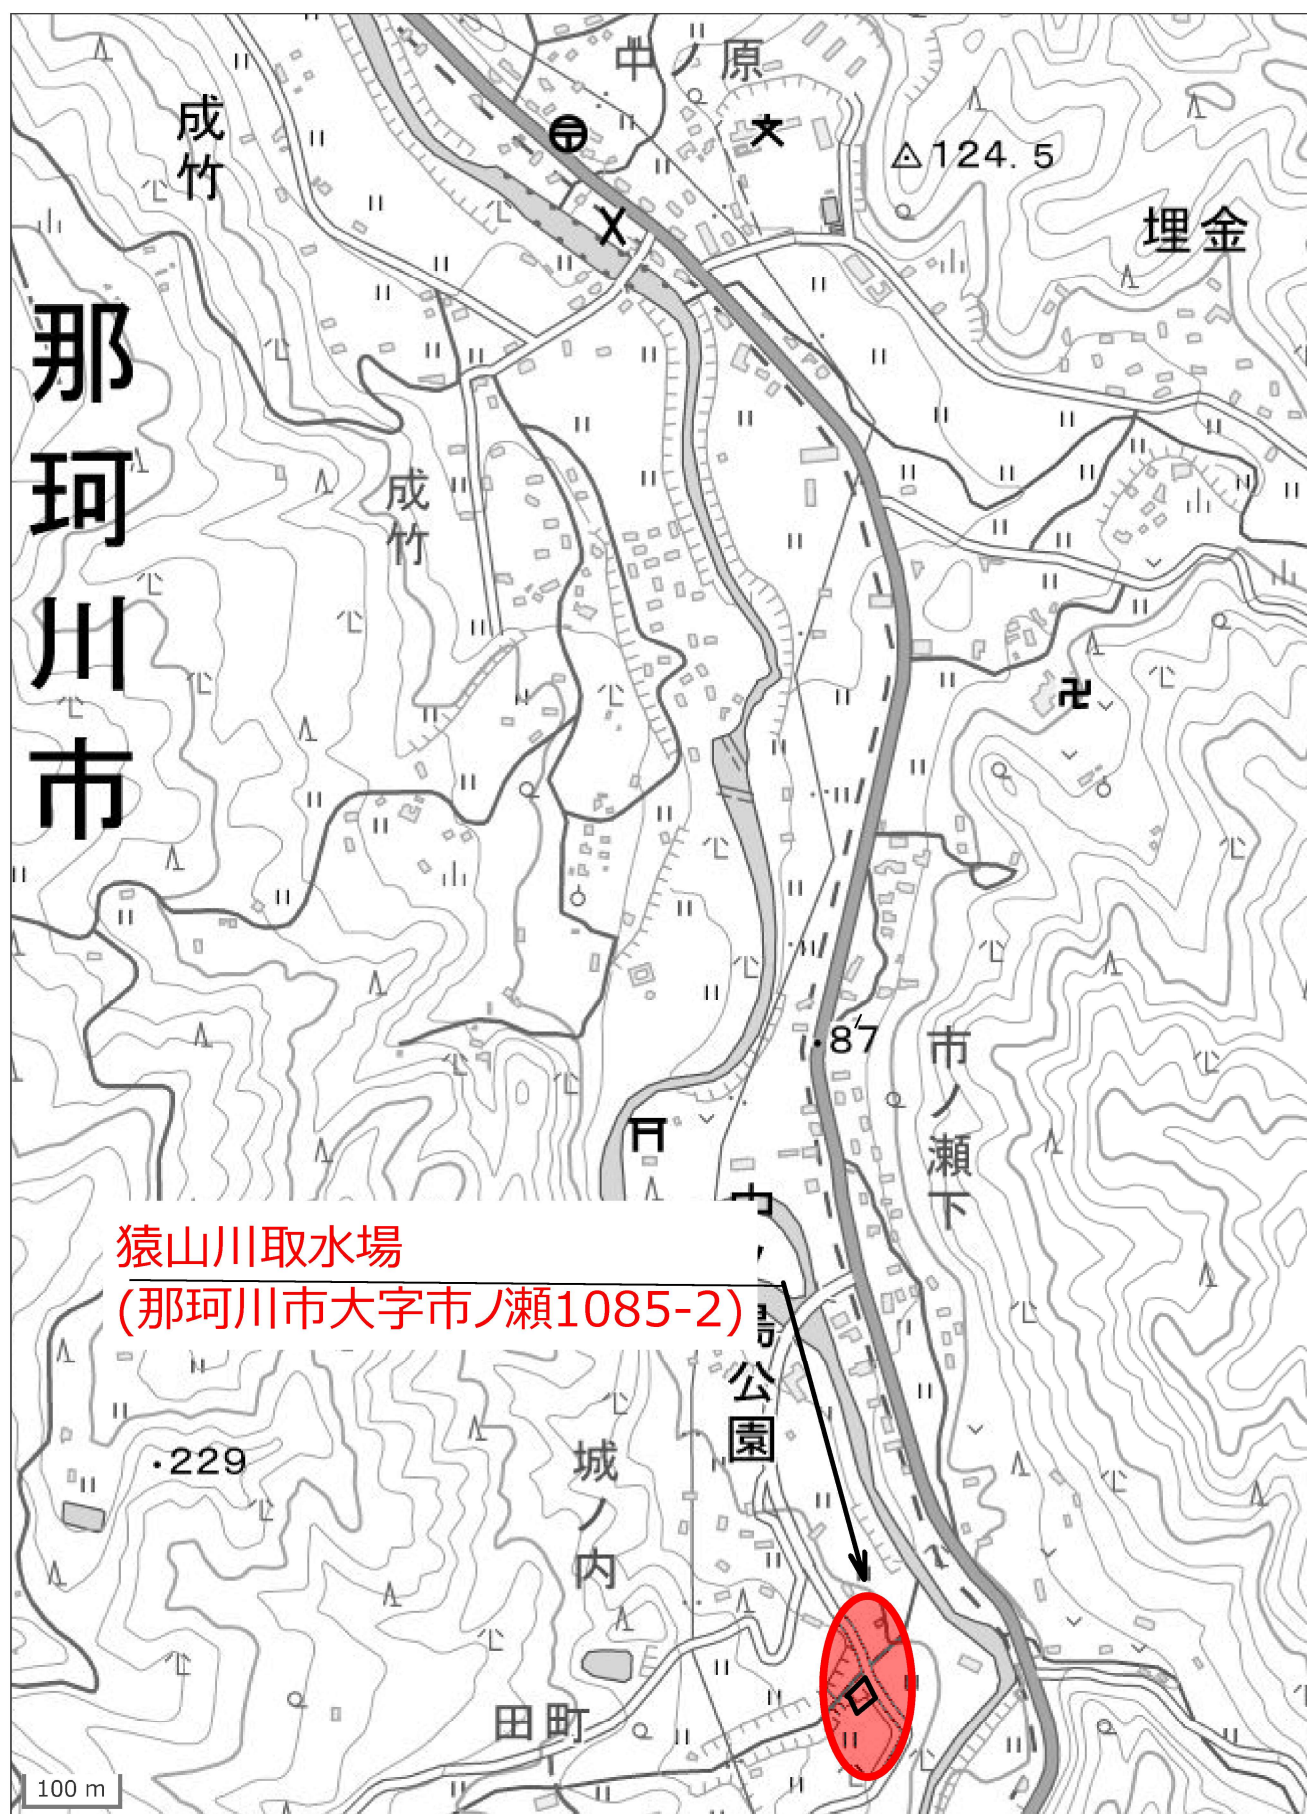 中ノ原
成竹
124.5
埋金
那珂川市
成竹
87
市ノ瀬下
猿山川取水場
(那珂川市大字市ノ瀬1085-2)
公園
229
城ノ内
田町
100 m